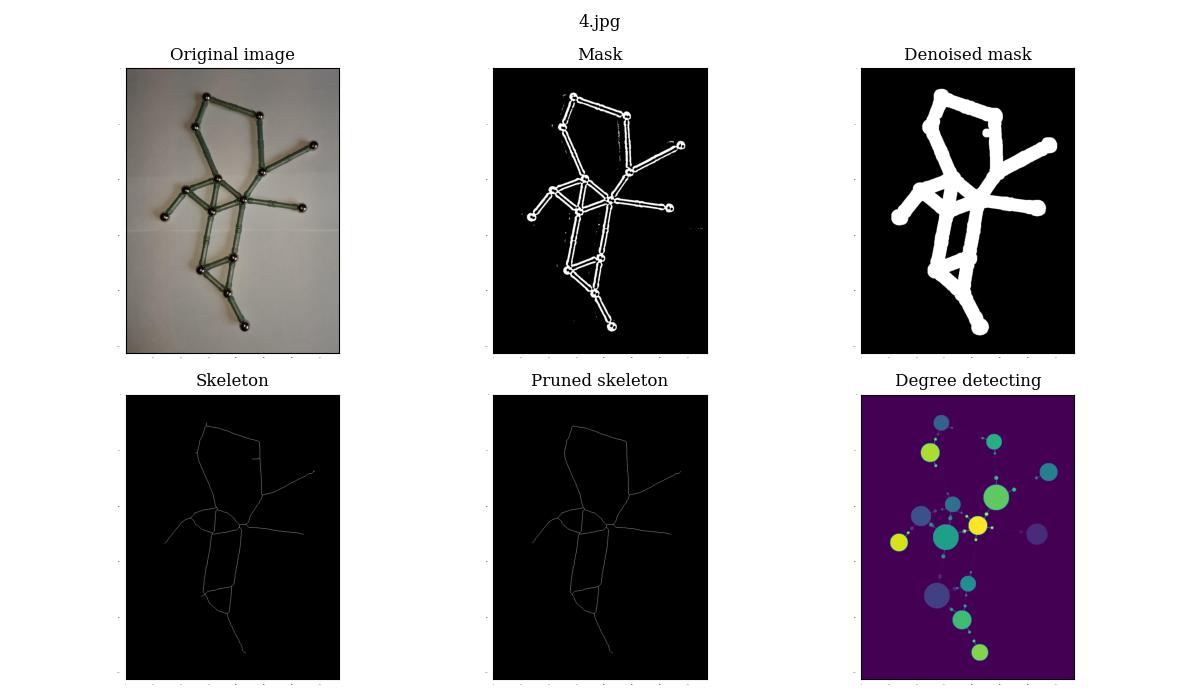 4.jpg
Original image
Mask
Denoised mask
Skeleton
Pruned skeleton
Degree detecting